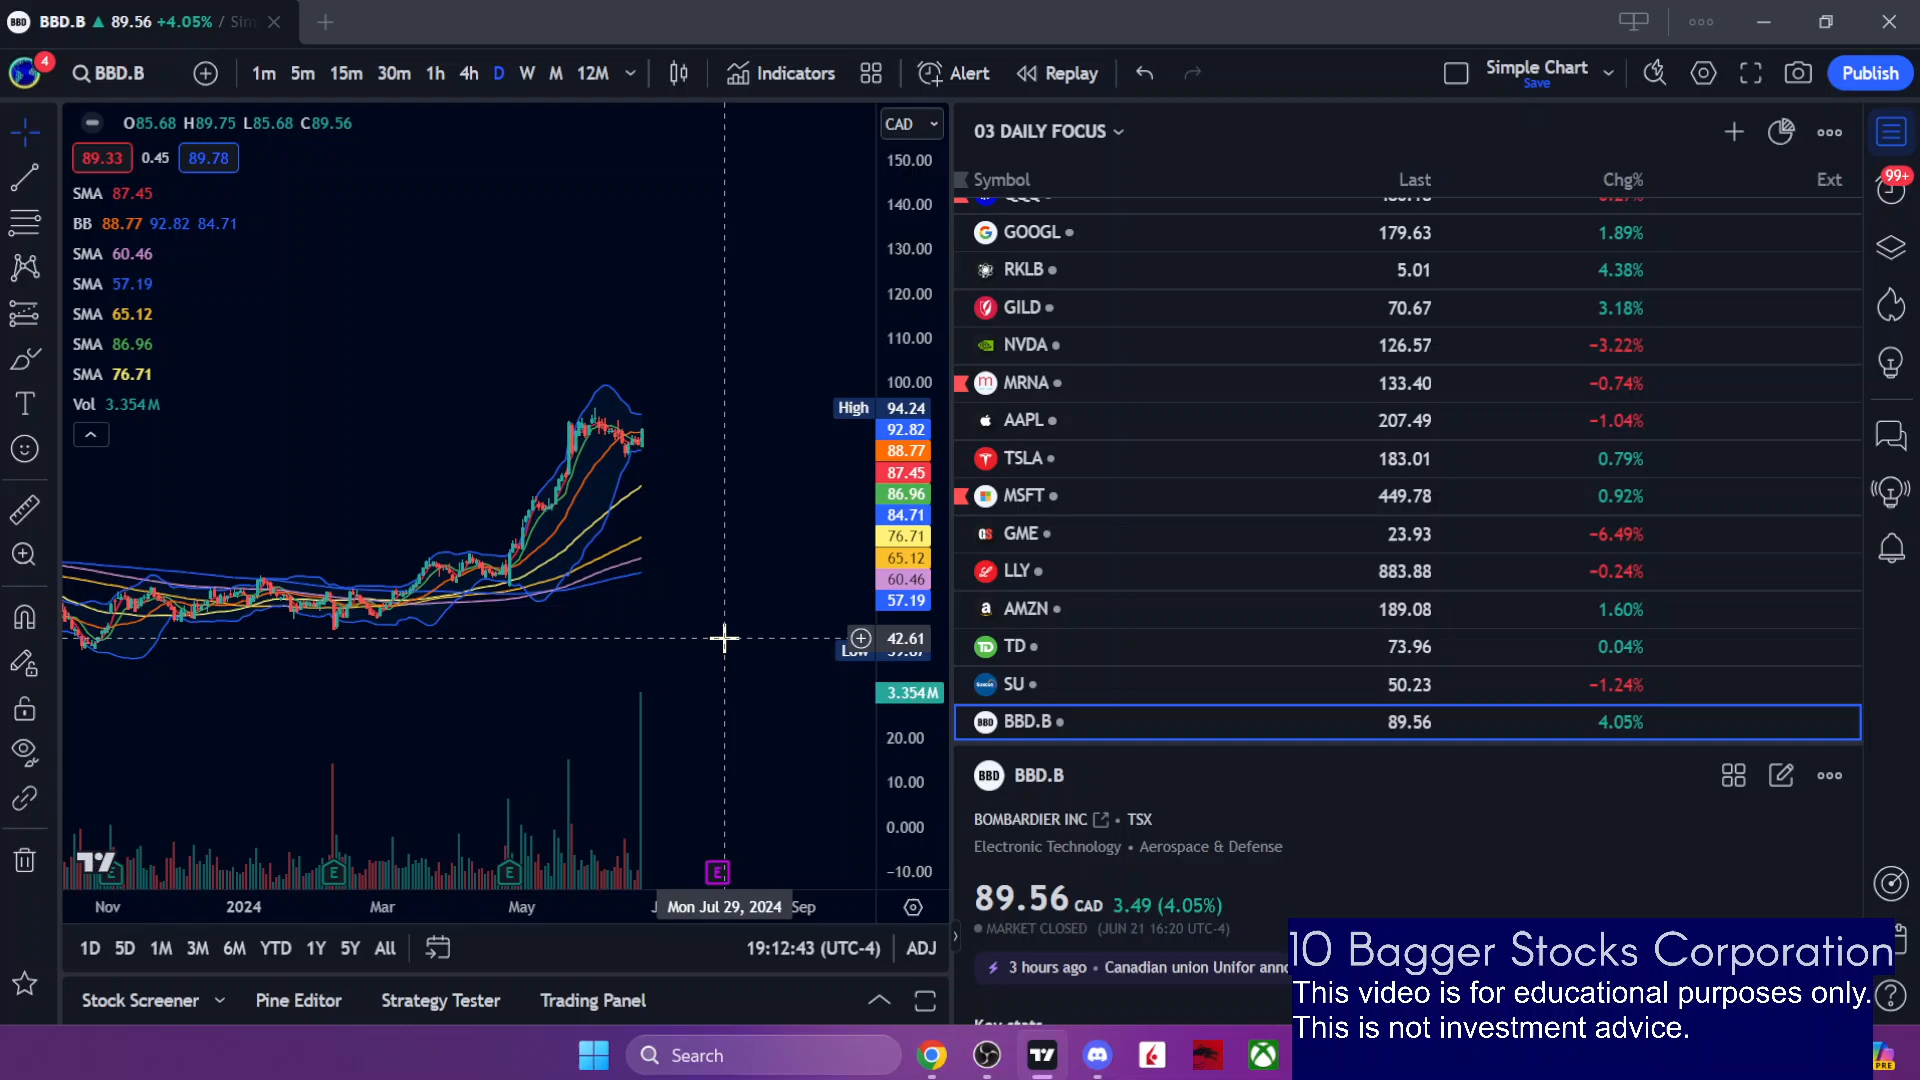 BBD BBD.B ▲ 89.56 +4.05% / Sim
4 BBD.B 1m 5m 15m 30m 1h 4h D W M 12M Indicators Alert Replay Simple Chart Save Publish
O85.68 H89.75 L85.68 C89.56
CAD
89.33 0.45 89.78
SMA 87.45
BB 88.77 92.82 84.71
SMA 60.46
SMA 57.19
SMA 65.12
SMA 86.96
SMA 76.71
Vol 3.354M
150.00
140.00
130.00
120.00
110.00
100.00
High 94.24
92.82
88.77
87.45
86.96
84.71
76.71
65.12
60.46
57.19
42.61
3.354M
20.00
10.00
0.000
−10.00
E E E E
Nov 2024 Mar May Mon Jul 29, 2024 Sep
1D 5D 1M 3M 6M YTD 1Y 5Y All 19:12:43 (UTC-4) ADJ
Stock Screener Pine Editor Strategy Tester Trading Panel
03 DAILY FOCUS
99+
Symbol Last Chg% Ext
GOOGL 179.63 1.89%
RKLB 5.01 4.38%
GILD 70.67 3.18%
NVDA 126.57 −3.22%
MRNA 133.40 −0.74%
AAPL 207.49 −1.04%
TSLA 183.01 0.79%
MSFT 449.78 0.92%
GME 23.93 −6.49%
LLY 883.88 −0.24%
AMZN 189.08 1.60%
TD 73.96 0.04%
SU 50.23 −1.24%
BBD BBD.B 89.56 4.05%
BBD BBD.B
BOMBARDIER INC • TSX
Electronic Technology • Aerospace & Defense
89.56 CAD 3.49 (4.05%)
MARKET CLOSED (JUN 21 16:20 UTC-4)
3 hours ago • Canadian union Unifor
Key stats
10 Bagger Stocks Corporation
This video is for educational purposes only.
This is not investment advice.
Search
PRE